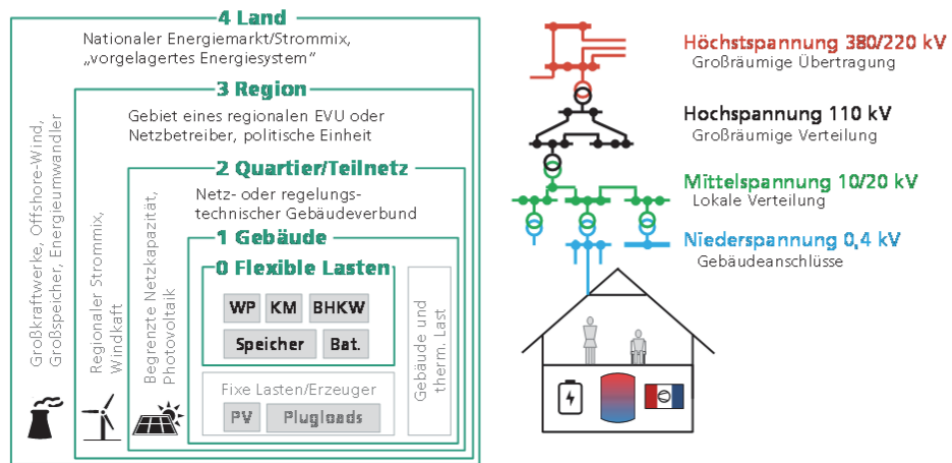 4 Land
Nationaler Energiemarkt/Strommix,
„vorgelagertes Energiesystem“
3 Region
Gebiet eines regionalen EVU oder
Netzbetreiber, politische Einheit
2 Quartier/Teilnetz
Netz- oder regelungs-
technischer Gebäudeverbund
1 Gebäude
0 Flexible Lasten
WP KM BHKW
Speicher Bat.
Fixe Lasten/Erzeuger
PV Plugloads
Gebäude und
therm. Last
Großkraftwerke, Offshore-Wind,
Großspeicher, Energieumwandler
Regionaler Strommix,
Windkaft
Begrenzte Netzkapazität,
Photovoltaik
Höchstspannung 380/220 kV
Großräumige Übertragung
Hochspannung 110 kV
Großräumige Verteilung
Mittelspannung 10/20 kV
Lokale Verteilung
Niederspannung 0,4 kV
Gebäudeanschlüsse